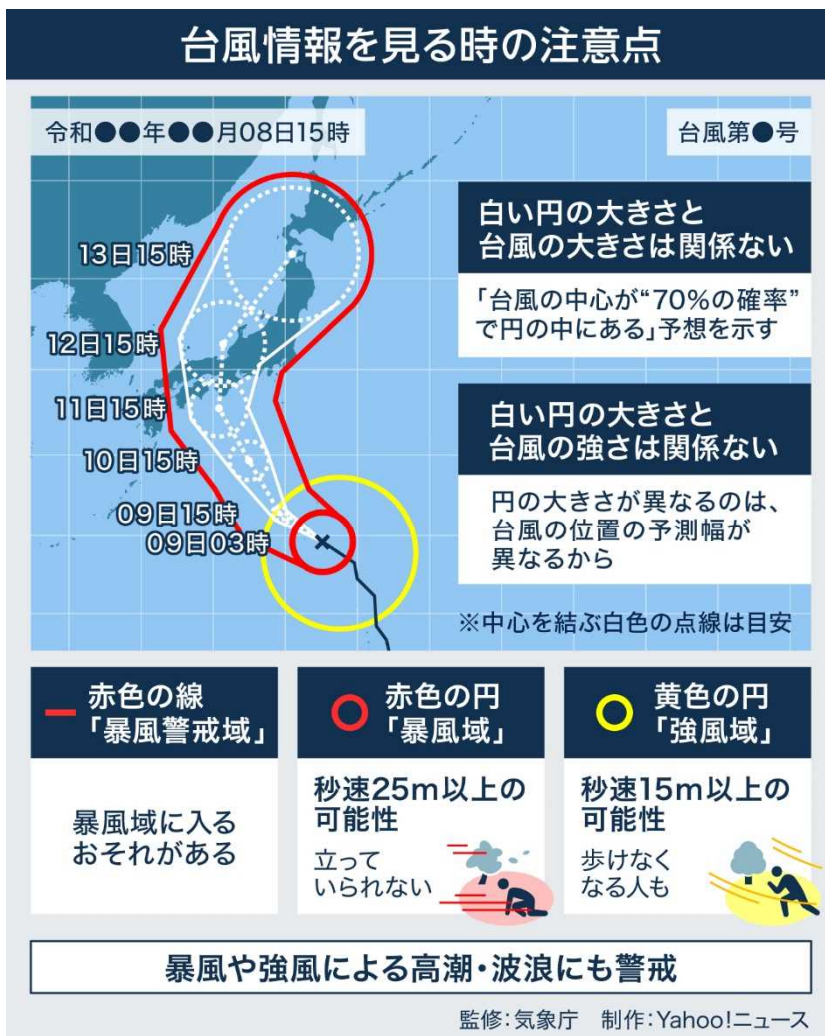 台風情報を見る時の注意点
令和●●年●●月08日15時
台風第●号
13日15時
12日15時
11日15時
10日15時
09日15時
09日03時
白い円の大きさと
台風の大きさは関係ない
「台風の中心が“70%の確率”
で円の中にある」予想を示す
白い円の大きさと
台風の強さは関係ない
円の大きさが異なるのは、
台風の位置の予測幅が
異なるから
※中心を結ぶ白色の点線は目安
赤色の線
「暴風警戒域」
暴風域に入る
おそれがある
赤色の円
「暴風域」
秒速25m以上の
可能性
立って
いられない
黄色の円
「強風域」
秒速15m以上の
可能性
歩けなく
なる人も
暴風や強風による高潮・波浪にも警戒
監修：気象庁　制作：Yahoo!ニュース